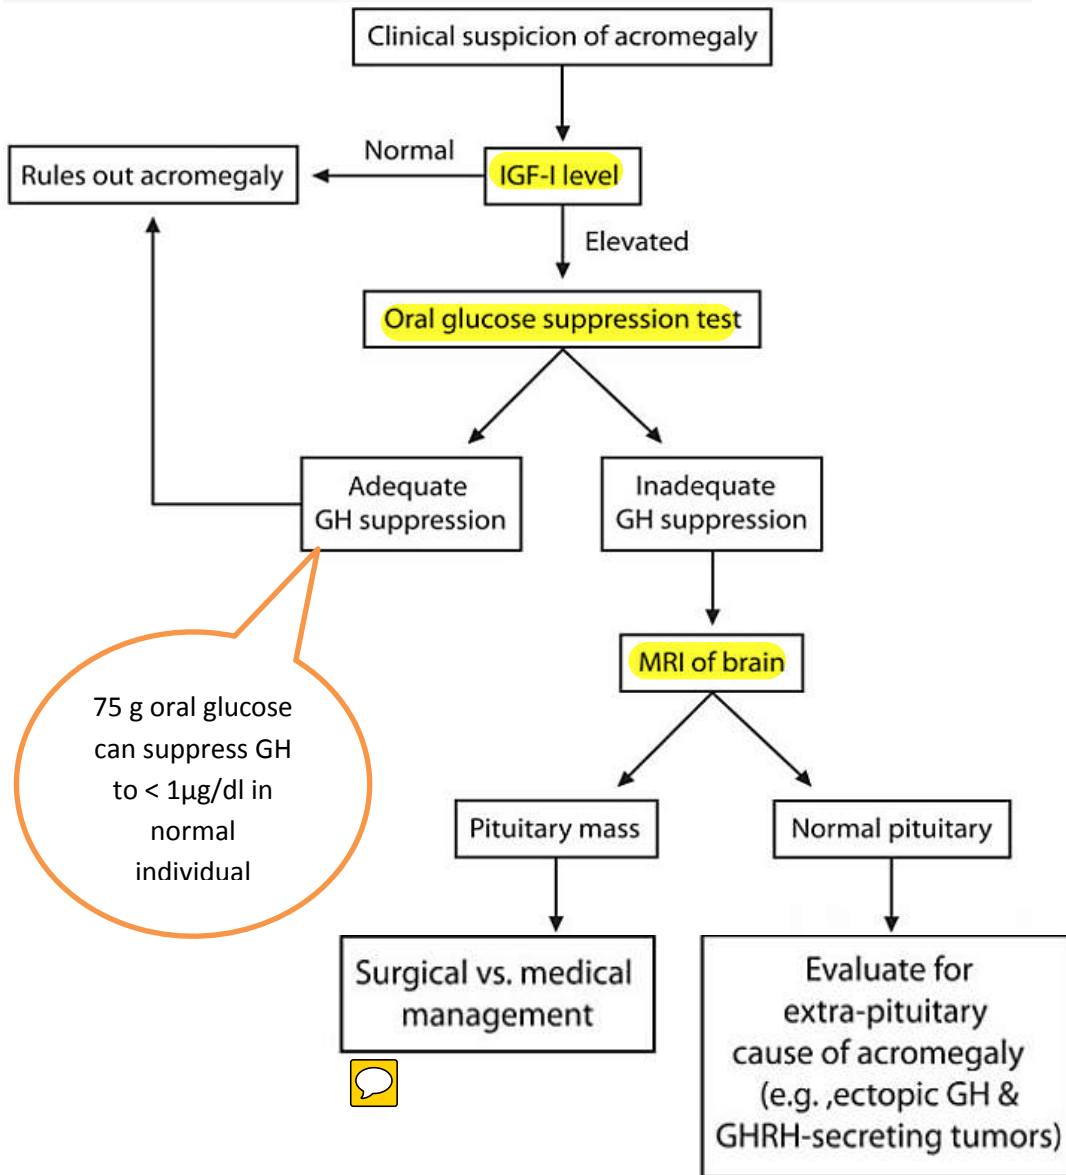 Clinical suspicion of acromegaly
Normal
Rules out acromegaly
IGF-I level
Elevated
Oral glucose suppression test
Adequate
GH suppression
Inadequate
GH suppression
75 g oral glucose
can suppress GH
to < 1µg/dl in
normal
individual
MRI of brain
Pituitary mass
Normal pituitary
Surgical vs. medical
management
Evaluate for
extra-pituitary
cause of acromegaly
(e.g. ,ectopic GH &
GHRH-secreting tumors)